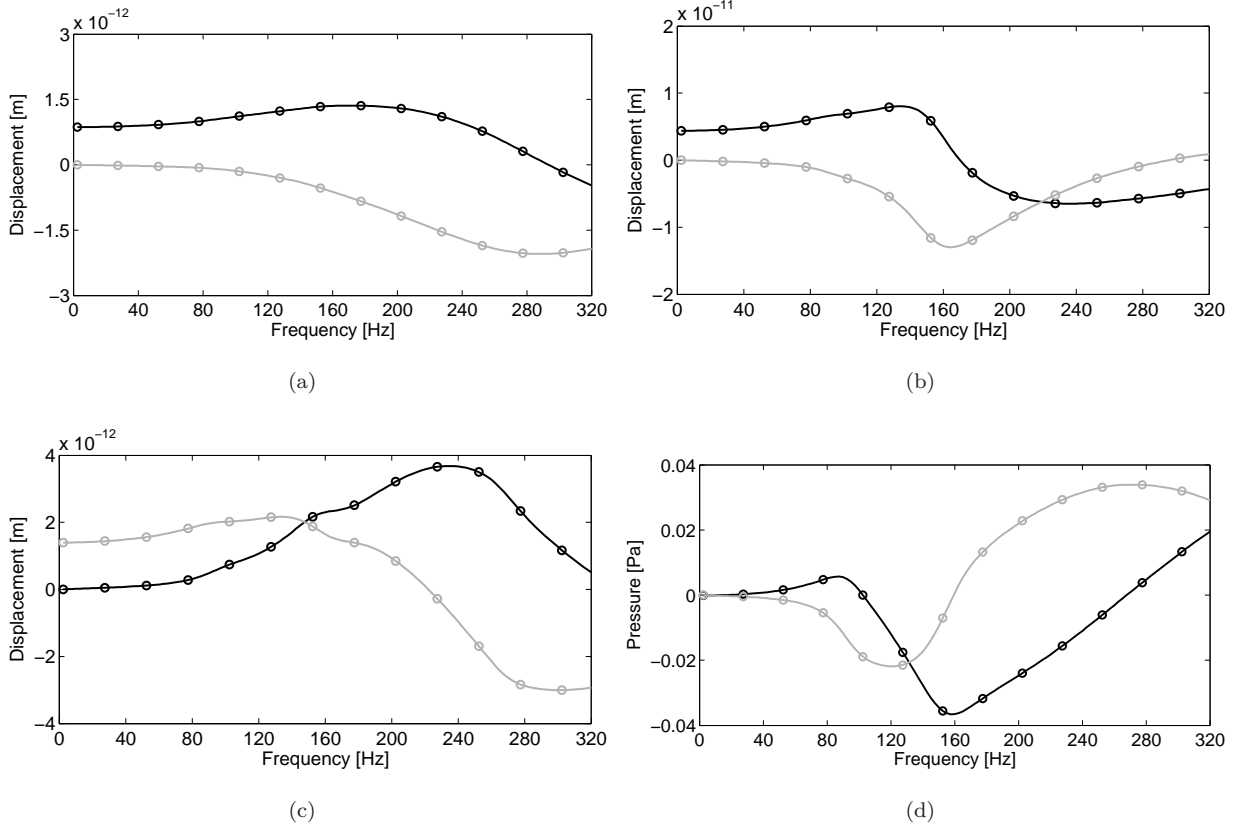 x 10⁻¹²
3
1.5
0
−1.5
−3
Displacement [m]
0 40 80 120 160 200 240 280 320
Frequency [Hz]
(a)
x 10⁻¹¹
2
1
0
−1
−2
Displacement [m]
0 40 80 120 160 200 240 280 320
Frequency [Hz]
(b)
x 10⁻¹²
4
2
0
−2
−4
Displacement [m]
0 40 80 120 160 200 240 280 320
Frequency [Hz]
(c)
0.04
0.02
0
−0.02
−0.04
Pressure [Pa]
0 40 80 120 160 200 240 280 320
Frequency [Hz]
(d)